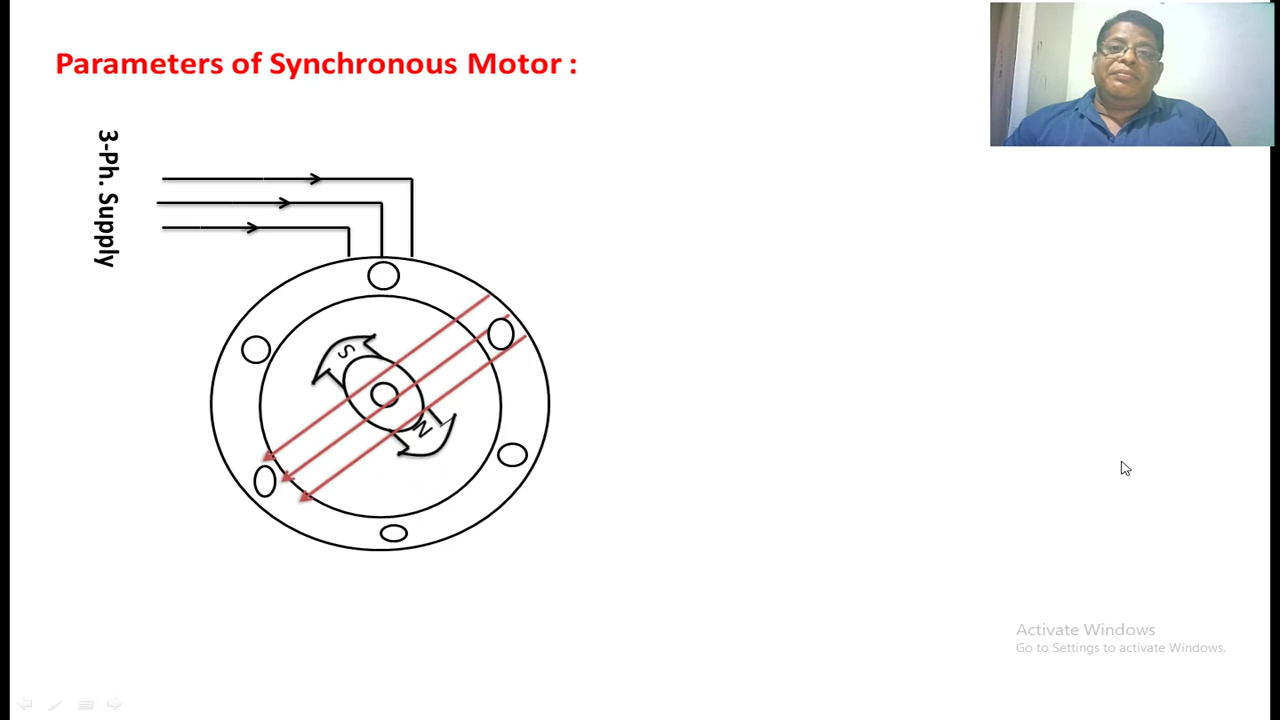 Parameters of Synchronous Motor :
3-Ph. Supply
S
N
Activate Windows
Go to Settings to activate Windows.